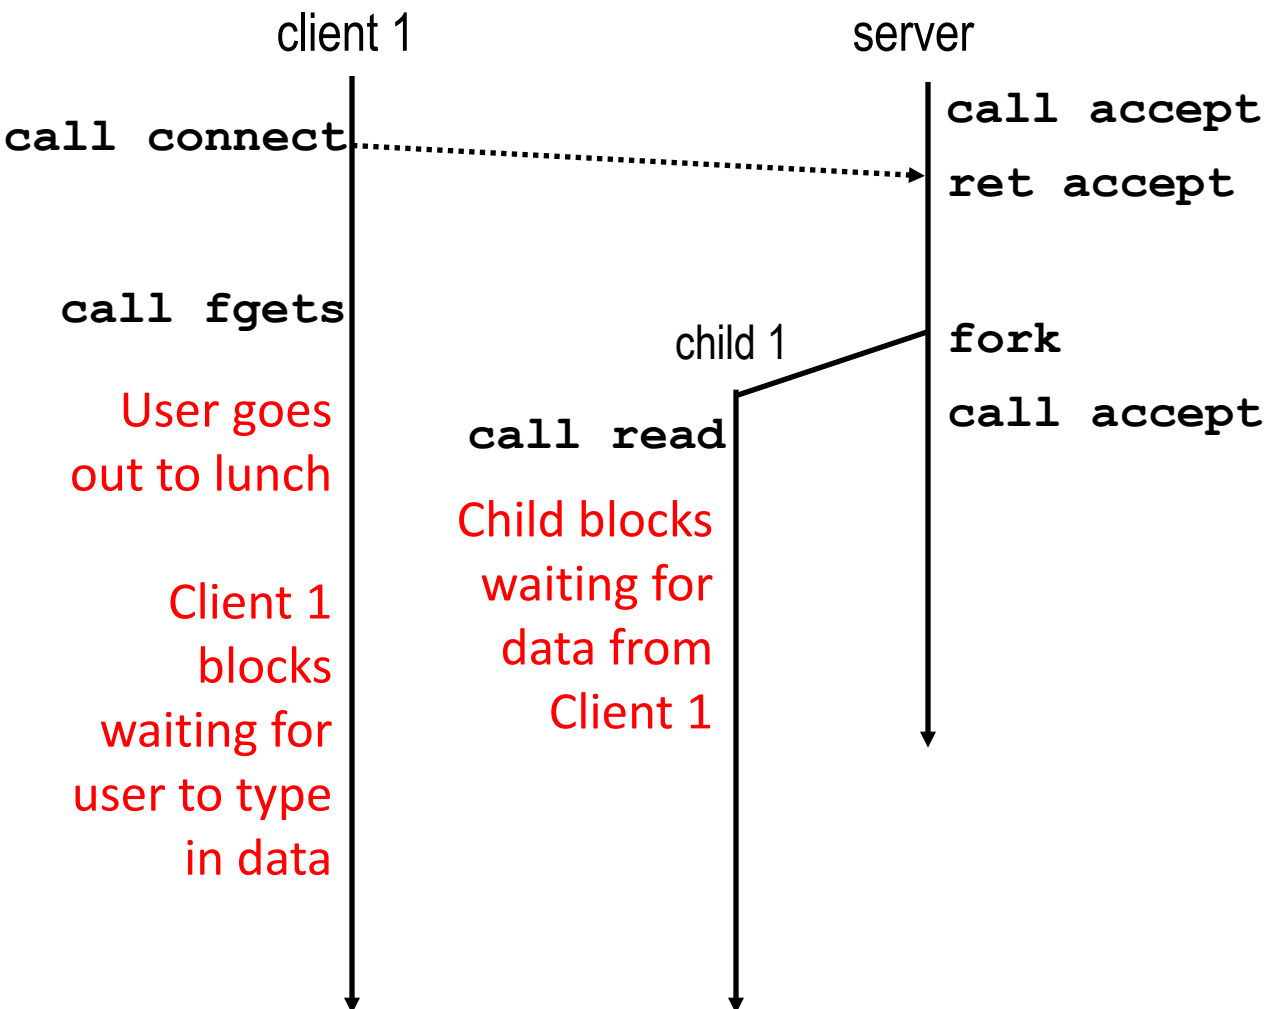 client 1
server
call connect
call accept
ret accept
call fgets
User goes
out to lunch
Client 1
blocks
waiting for
user to type
in data
child 1
call read
Child blocks
waiting for
data from
Client 1
fork
call accept